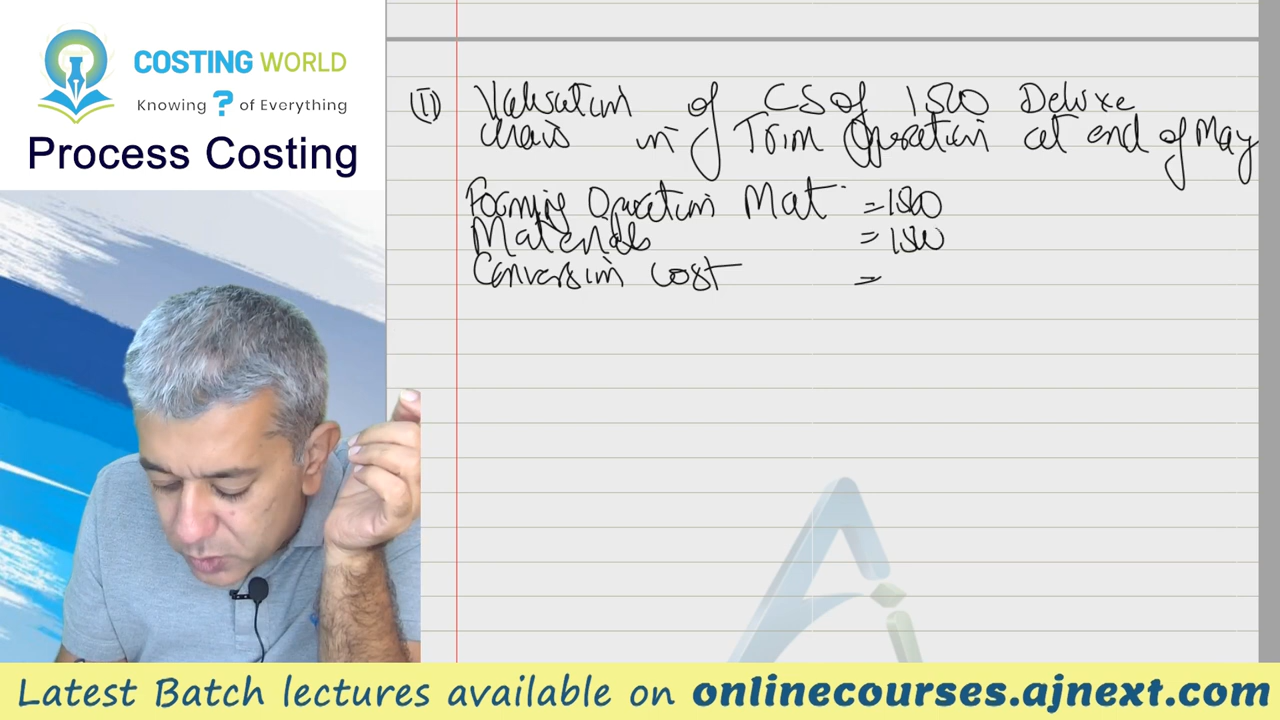 COSTING WORLD
Knowing ? of Everything
Process Costing
(I) Valuation of CS of 1500 Deluxe
chairs in Trim Operation at end of May
Forming Operation Mat = 1500
Materials = 1500
Conversion cost =
Latest Batch lectures available on onlinecourses.ajnext.com